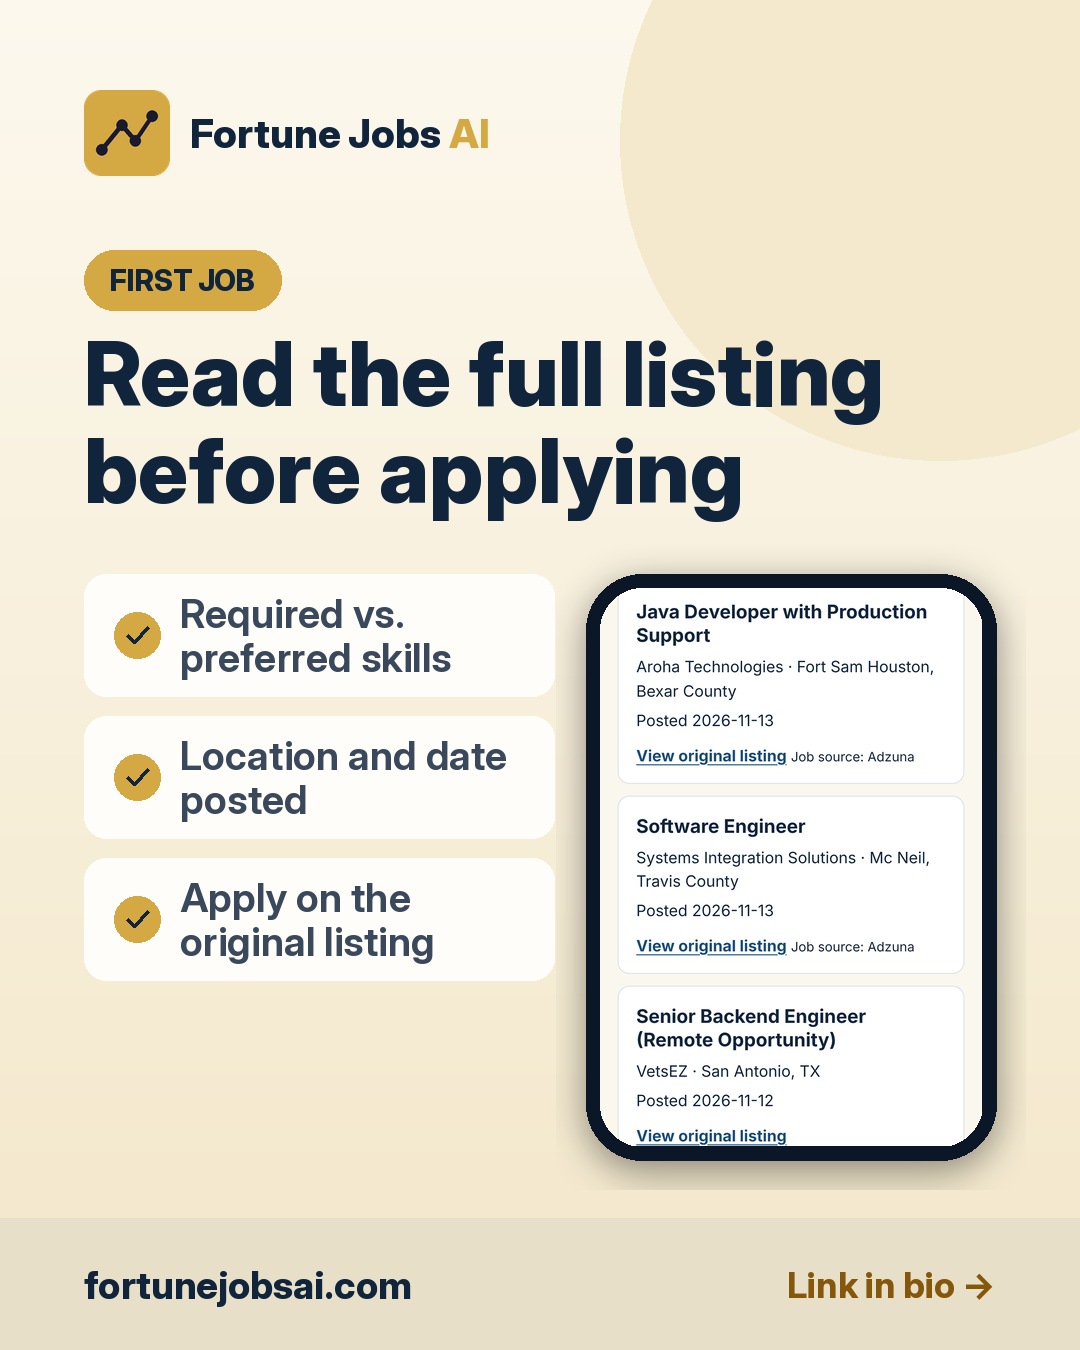 Fortune Jobs AI
FIRST JOB
Read the full listing
before applying
Required vs.
preferred skills
Location and date
posted
Apply on the
original listing
Java Developer with Production
Support
Aroha Technologies · Fort Sam Houston,
Bexar County
Posted 2026-11-13
View original listing Job source: Adzuna
Software Engineer
Systems Integration Solutions · Mc Neil,
Travis County
Posted 2026-11-13
View original listing Job source: Adzuna
Senior Backend Engineer
(Remote Opportunity)
VetsEZ · San Antonio, TX
Posted 2026-11-12
View original listing
fortunejobsai.com
Link in bio →